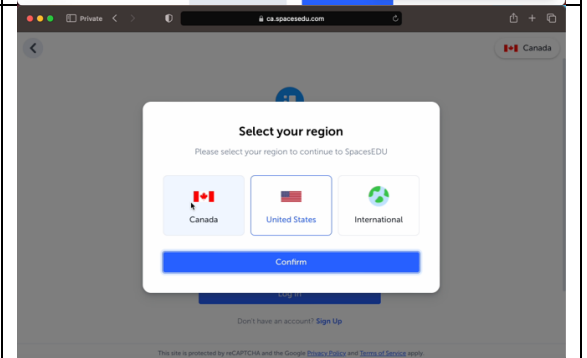 Private
ca.spacesedu.com
Canada
Select your region
Please select your region to continue to SpacesEDU
Canada
United States
International
Confirm
Log In
Don't have an account? Sign Up
This site is protected by reCAPTCHA and the Google Privacy Policy and Terms of Service apply.